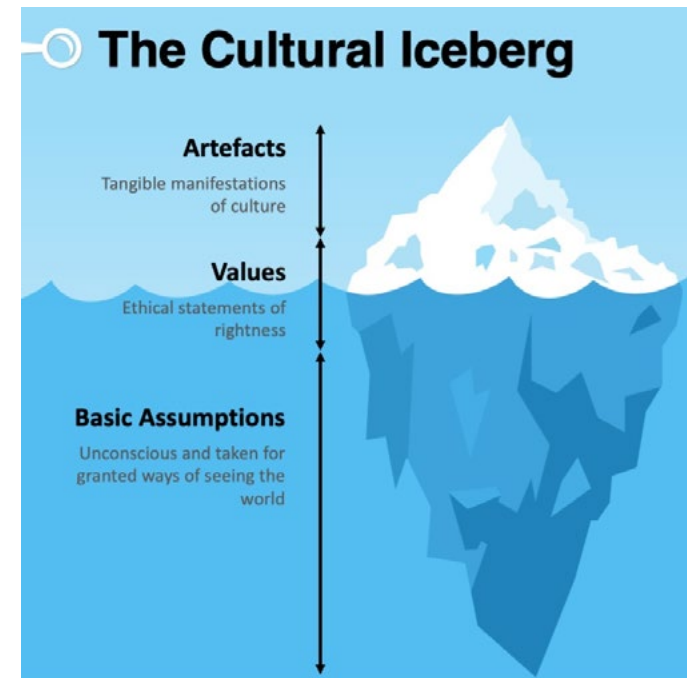 The Cultural Iceberg
Artefacts
Tangible manifestations
of culture
Values
Ethical statements of
rightness
Basic Assumptions
Unconscious and taken for
granted ways of seeing the
world